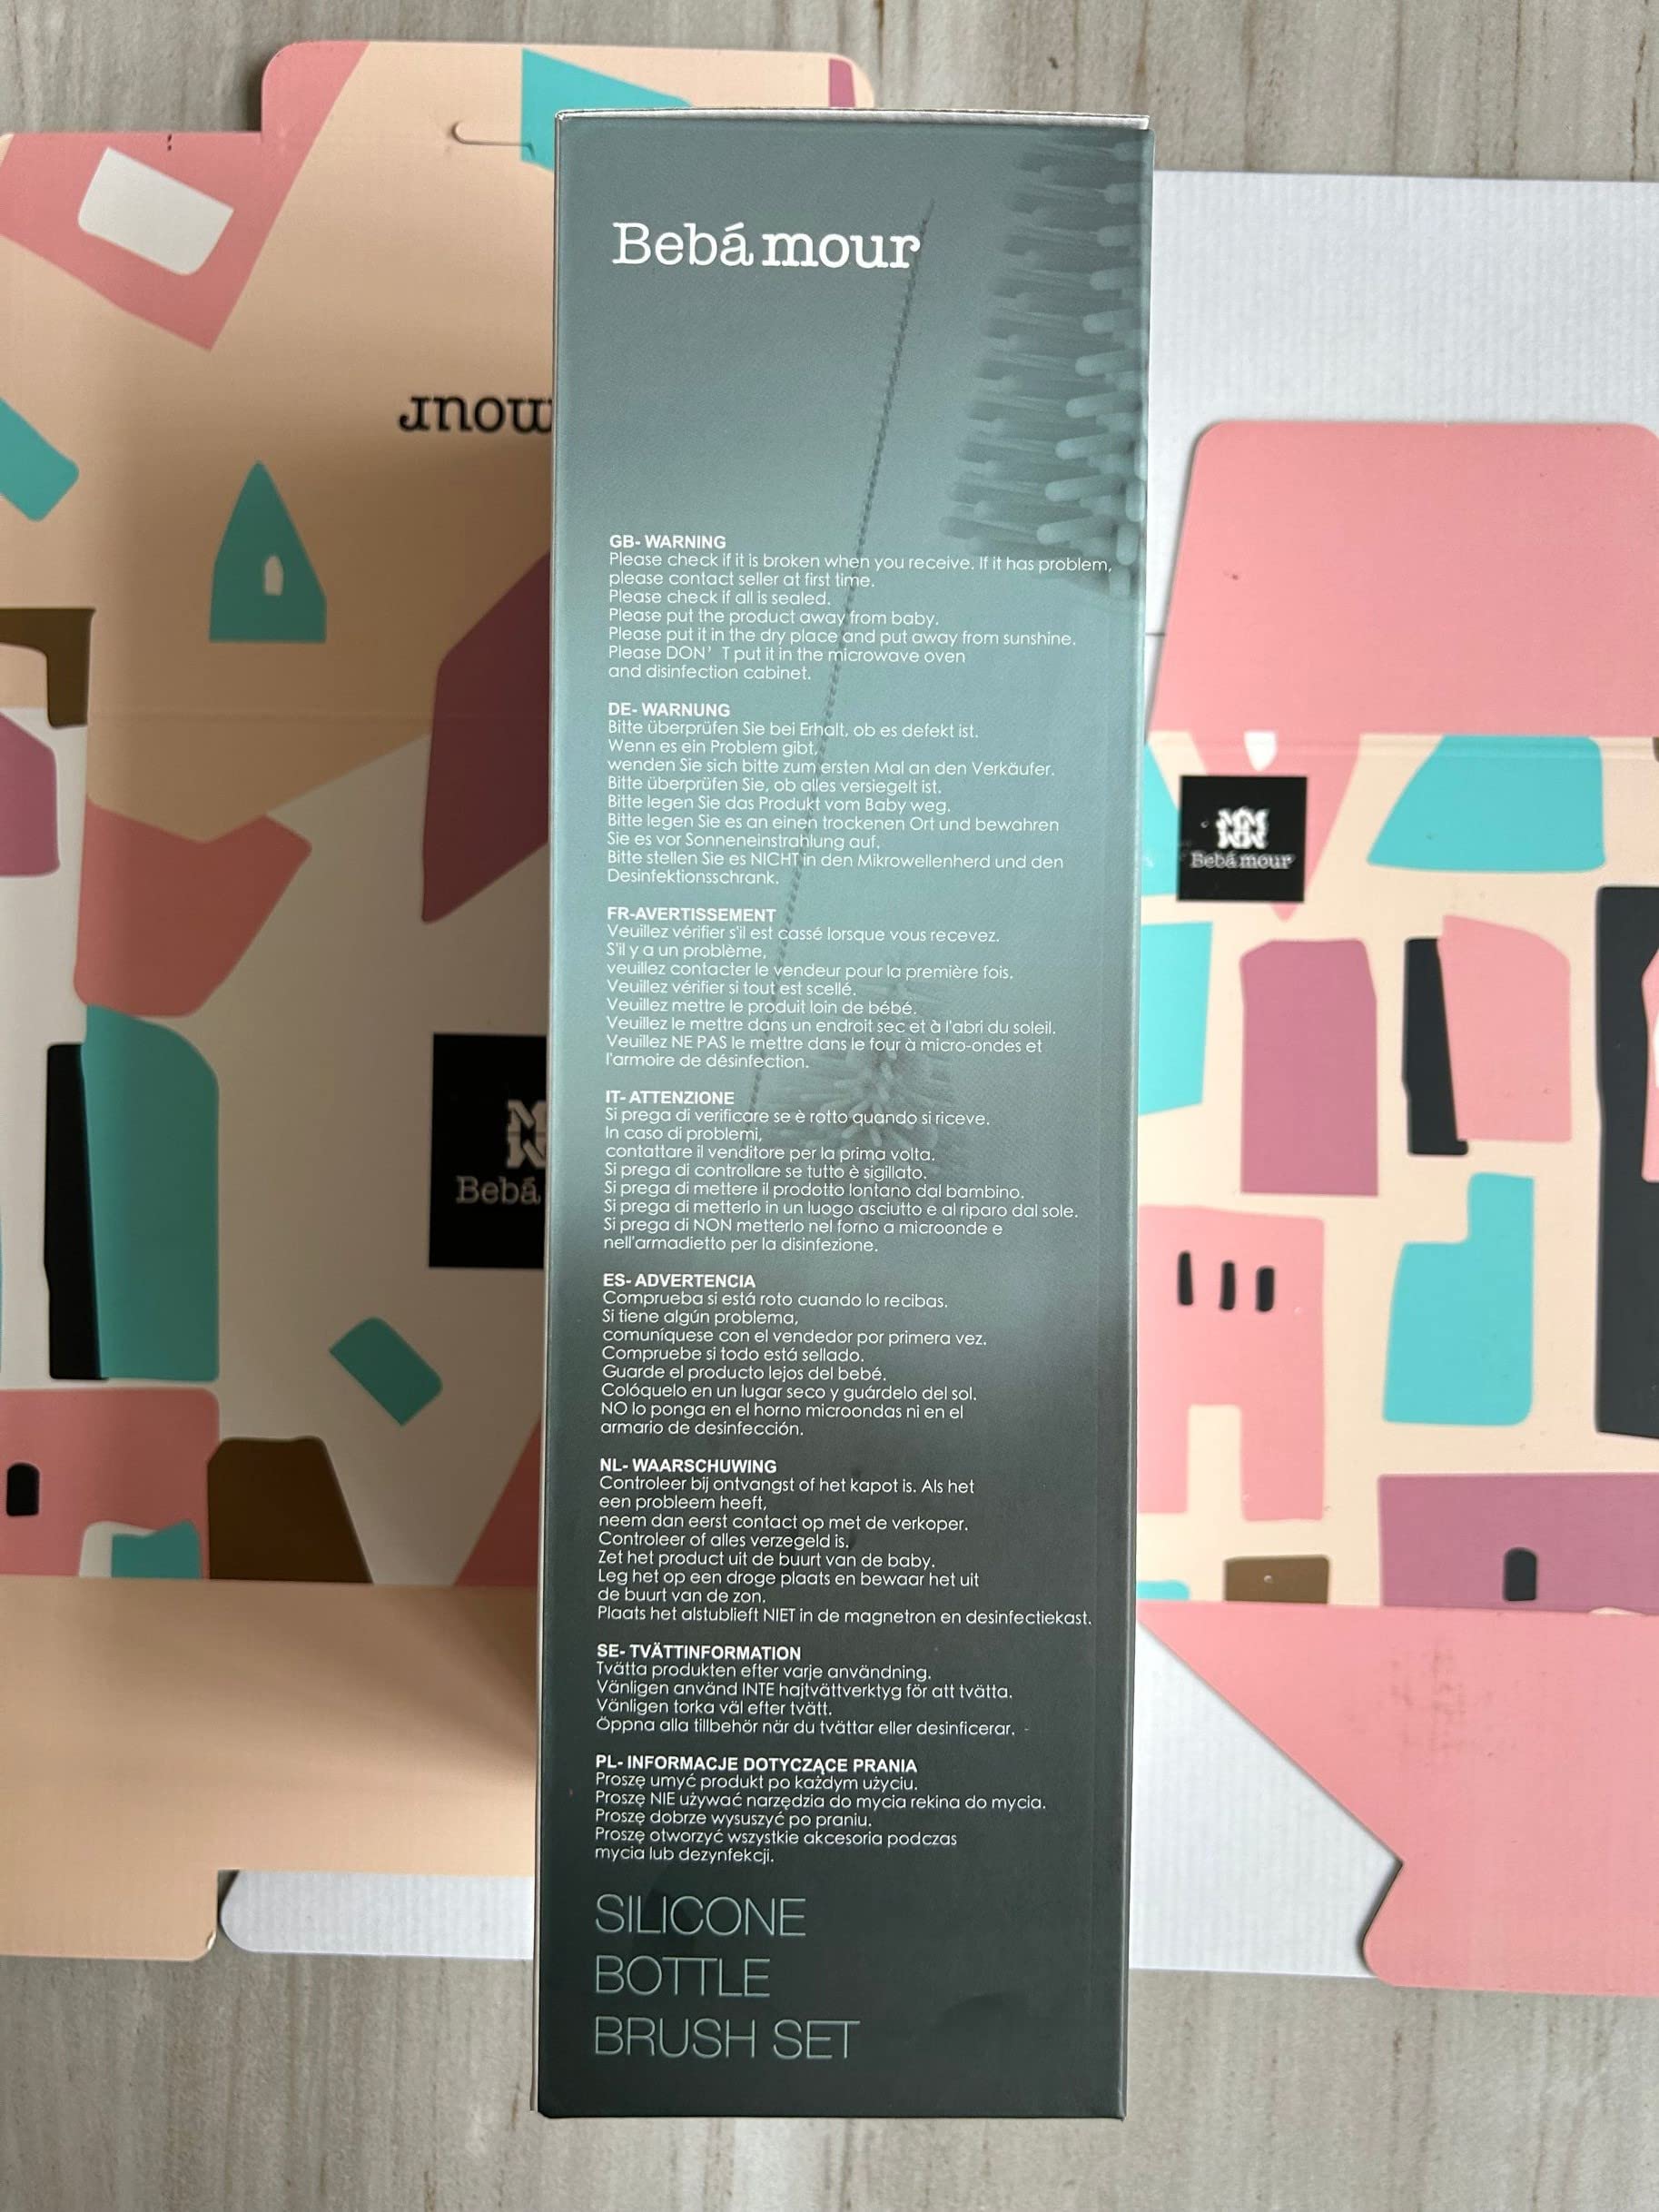 Bebámour
mour
GB- WARNING
Please check if it is broken when you receive. If it has problem,
please contact seller at first time.
Please check if all is sealed.
Please put the product away from baby.
Please put it in the dry place and put away from sunshine.
Please DON' T put it in the microwave oven
and disinfection cabinet.
DE- WARNUNG
Bitte überprüfen Sie bei Erhalt, ob es defekt ist.
Wenn es ein Problem gibt,
wenden Sie sich bitte zum ersten Mal an den Verkäufer.
Bitte überprüfen Sie, ob alles versiegelt ist.
Bitte legen Sie das Produkt vom Baby weg.
Bitte legen Sie es an einen trockenen Ort und bewahren
Sie es vor Sonneneinstrahlung auf.
Bitte stellen Sie es NICHT in den Mikrowellenherd und den
Desinfektionsschrank.
FR-AVERTISSEMENT
Veuillez vérifier s'il est cassé lorsque vous recevez.
S'il y a un problème,
veuillez contacter le vendeur pour la première fois.
Veuillez vérifier si tout est scellé.
Veuillez mettre le produit loin de bébé.
Veuillez le mettre dans un endroit sec et à l'abri du soleil.
Veuillez NE PAS le mettre dans le four à micro-ondes et
l'armoire de désinfection.
IT- ATTENZIONE
Si prega di verificare se è rotto quando si riceve.
In caso di problemi,
contattare il venditore per la prima volta.
Si prega di controllare se tutto è sigillato.
Si prega di mettere il prodotto lontano dal bambino.
Si prega di metterlo in un luogo asciutto e al riparo dal sole.
Si prega di NON metterlo nel forno a microonde e
nell'armadietto per la disinfezione.
ES- ADVERTENCIA
Comprueba si está roto cuando lo recibas.
Si tiene algún problema,
comuníquese con el vendedor por primera vez.
Compruebe si todo está sellado.
Guarde el producto lejos del bebé.
Colóquelo en un lugar seco y guárdelo del sol.
NO lo ponga en el horno microondas ni en el
armario de desinfección.
NL- WAARSCHUWING
Controleer bij ontvangst of het kapot is. Als het
een probleem heeft,
neem dan eerst contact op met de verkoper.
Controleer of alles verzegeld is.
Zet het product uit de buurt van de baby.
Leg het op een droge plaats en bewaar het uit
de buurt van de zon.
Plaats het alstublieft NIET in de magnetron en desinfectiekast.
SE- TVÄTTINFORMATION
Tvätta produkten efter varje användning.
Vänligen använd INTE hajtvättverktyg för att tvätta.
Vänligen torka väl efter tvätt.
Öppna alla tillbehör när du tvättar eller desinficerar.
PL- INFORMACJE DOTYCZĄCE PRANIA
Proszę umyć produkt po każdym użyciu.
Proszę NIE używać narzędzia do mycia rekina do mycia.
Proszę dobrze wysuszyć po praniu.
Proszę otworzyć wszystkie akcesoria podczas
mycia lub dezynfekcji.
SILICONE
BOTTLE
BRUSH SET
Bebá
Bebámour